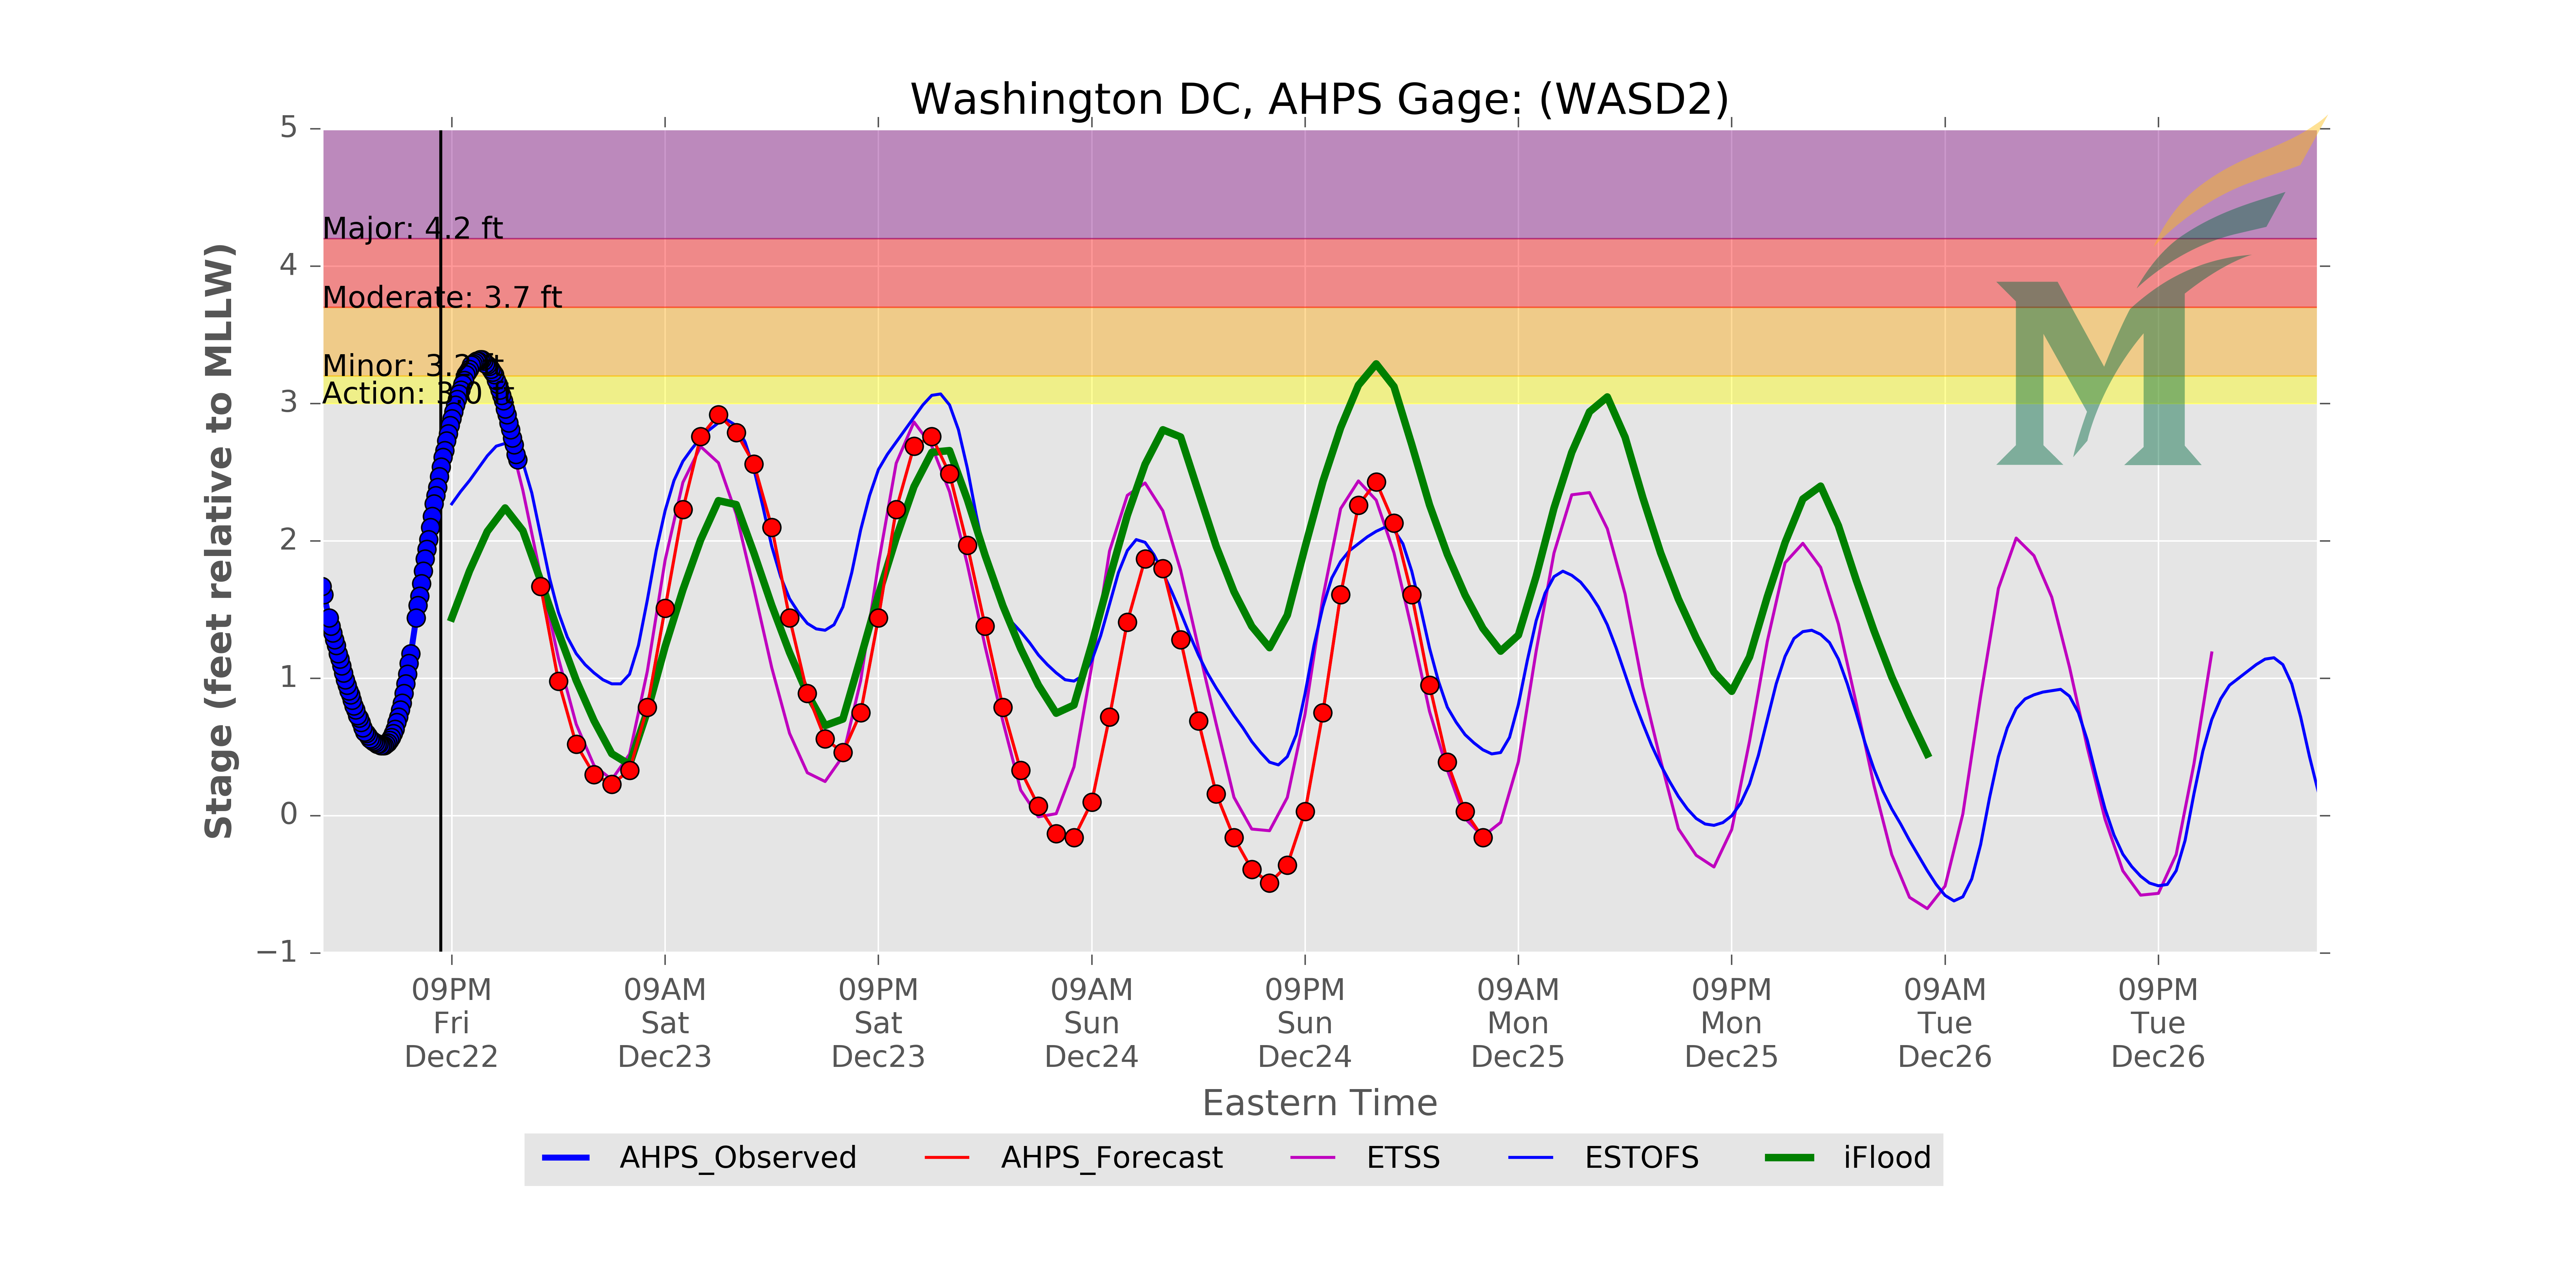 Washington DC, AHPS Gage: (WASD2)
Stage (feet relative to MLLW)
5
4
3
2
1
0
−1
Major: 4.2 ft
Moderate: 3.7 ft
Minor: 3.2 ft
Action: 3.0 ft
09PM
Fri
Dec22
09AM
Sat
Dec23
09PM
Sat
Dec23
09AM
Sun
Dec24
09PM
Sun
Dec24
09AM
Mon
Dec25
09PM
Mon
Dec25
09AM
Tue
Dec26
09PM
Tue
Dec26
Eastern Time
AHPS_Observed AHPS_Forecast ETSS ESTOFS iFlood
M